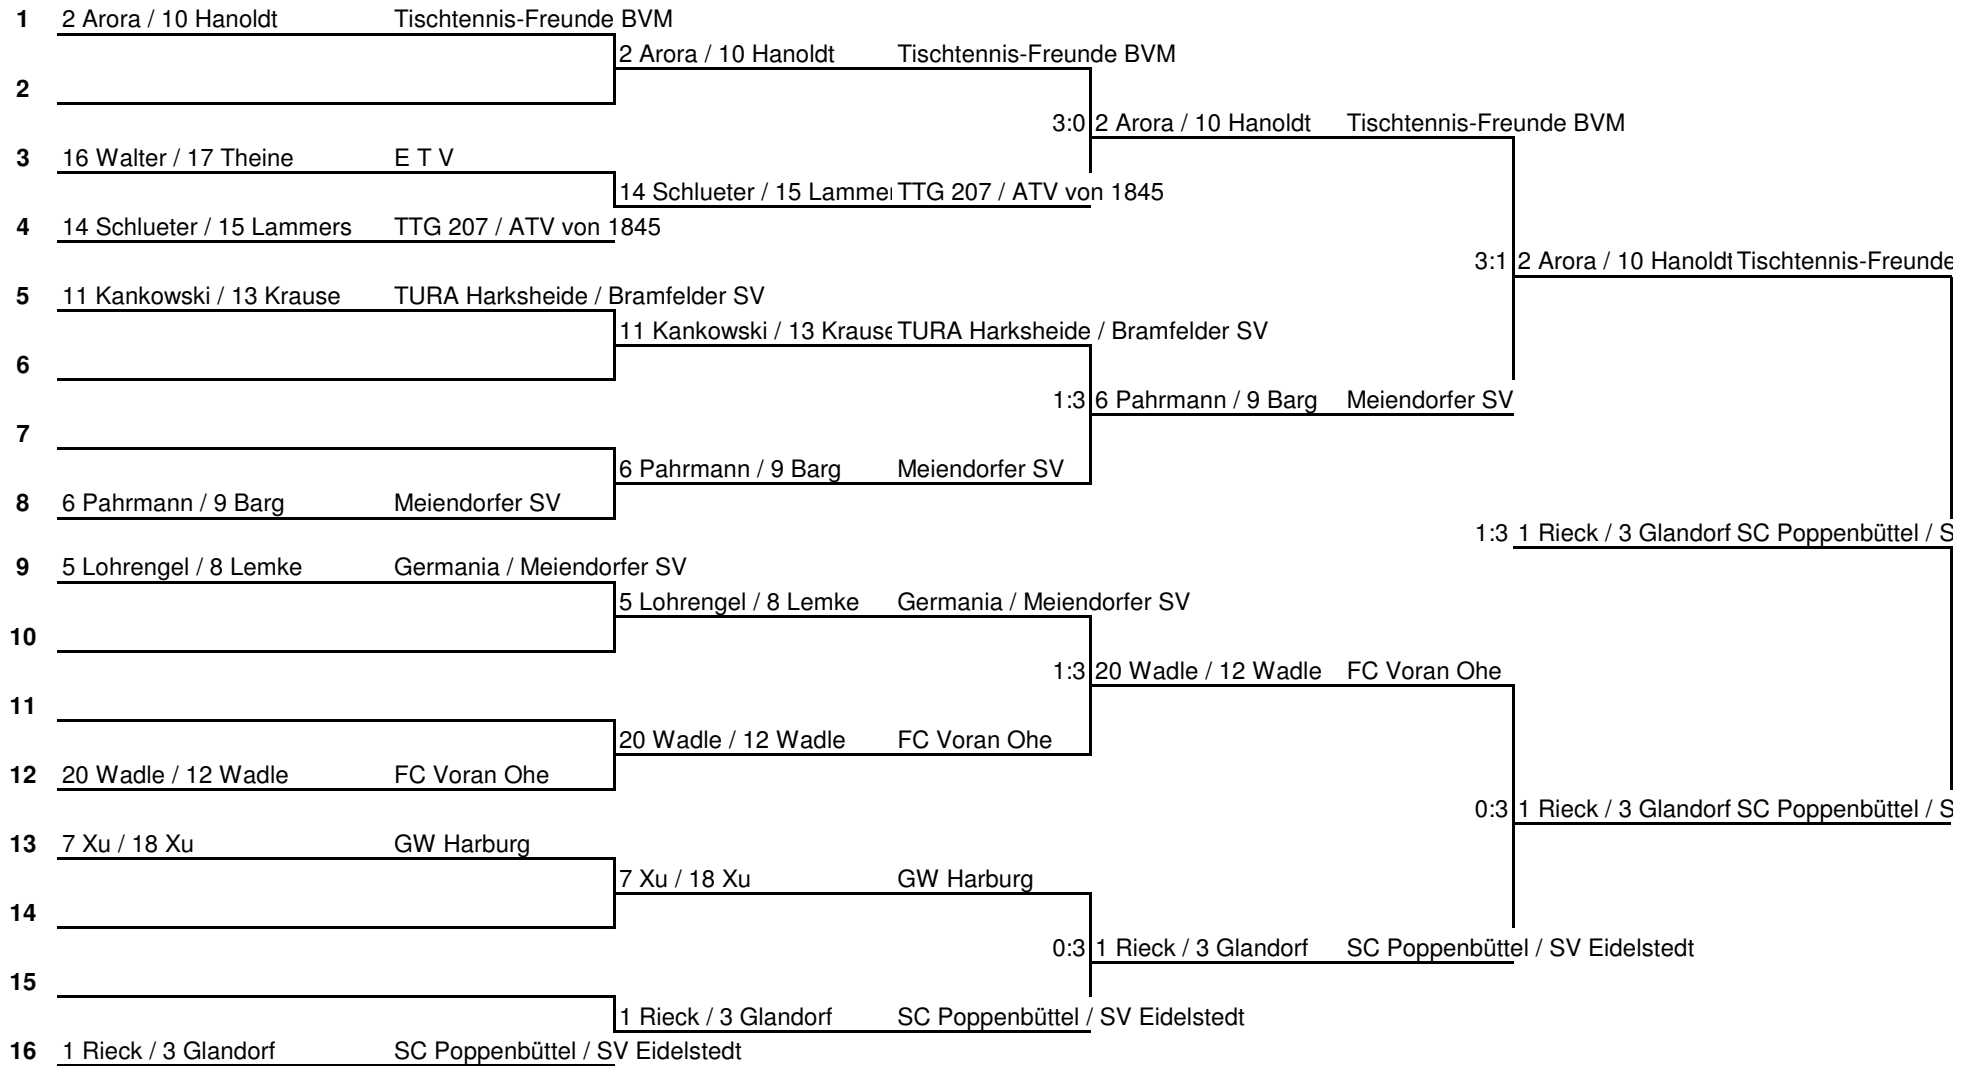 1 2 Arora / 10 Hanoldt Tischtennis-Freunde BVM
2 Arora / 10 Hanoldt Tischtennis-Freunde BVM
2
3:0 2 Arora / 10 Hanoldt Tischtennis-Freunde BVM
3 16 Walter / 17 Theine E T V
14 Schlueter / 15 Lammer TTG 207 / ATV von 1845
4 14 Schlueter / 15 Lammers TTG 207 / ATV von 1845
3:1 2 Arora / 10 Hanoldt Tischtennis-Freunde
5 11 Kankowski / 13 Krause TURA Harksheide / Bramfelder SV
11 Kankowski / 13 Krause TURA Harksheide / Bramfelder SV
6
1:3 6 Pahrmann / 9 Barg Meiendorfer SV
7
6 Pahrmann / 9 Barg Meiendorfer SV
8 6 Pahrmann / 9 Barg Meiendorfer SV
1:3 1 Rieck / 3 Glandorf SC Poppenbüttel / S
9 5 Lohrengel / 8 Lemke Germania / Meiendorfer SV
5 Lohrengel / 8 Lemke Germania / Meiendorfer SV
10
1:3 20 Wadle / 12 Wadle FC Voran Ohe
11
20 Wadle / 12 Wadle FC Voran Ohe
12 20 Wadle / 12 Wadle FC Voran Ohe
0:3 1 Rieck / 3 Glandorf SC Poppenbüttel / S
13 7 Xu / 18 Xu GW Harburg
7 Xu / 18 Xu GW Harburg
14
0:3 1 Rieck / 3 Glandorf SC Poppenbüttel / SV Eidelstedt
15
1 Rieck / 3 Glandorf SC Poppenbüttel / SV Eidelstedt
16 1 Rieck / 3 Glandorf SC Poppenbüttel / SV Eidelstedt